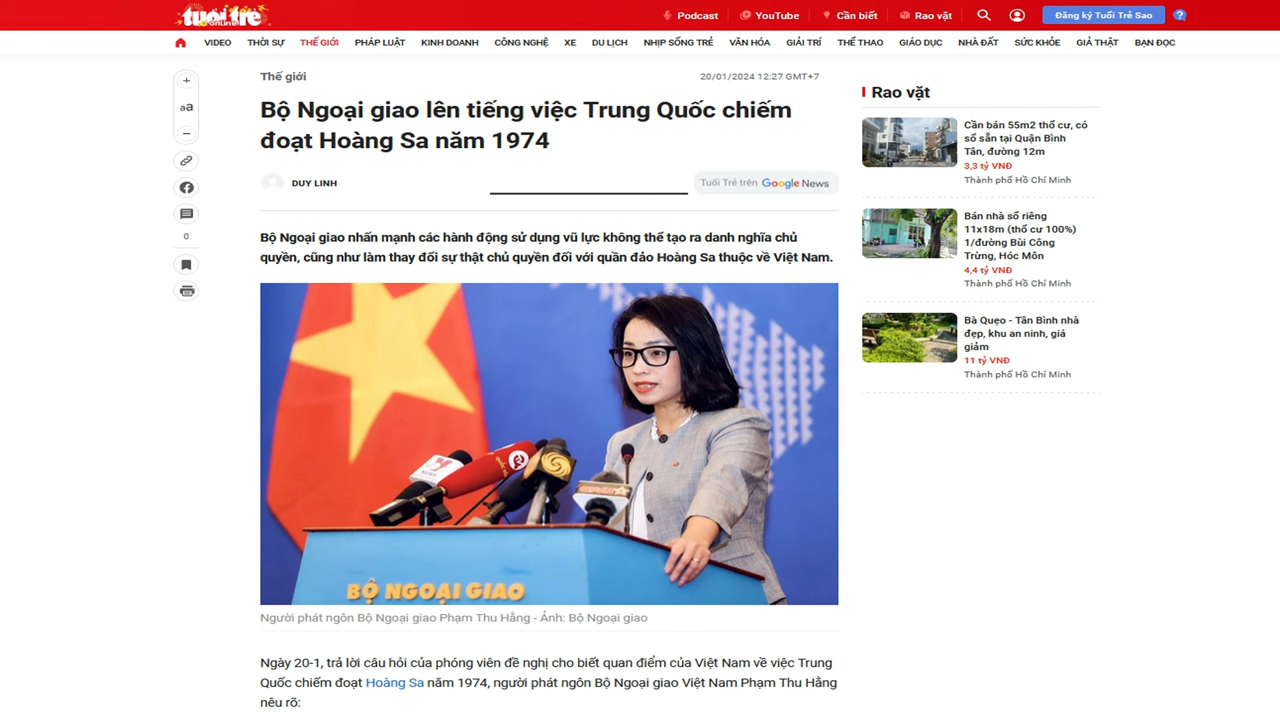 tuổi trẻ
online
Podcast
YouTube
Cần biết
Rao vặt
Đăng ký Tuổi Trẻ Sao
?
VIDEO THỜI SỰ THẾ GIỚI PHÁP LUẬT KINH DOANH CÔNG NGHỆ XE DU LỊCH NHỊP SỐNG TRẺ VĂN HÓA GIẢI TRÍ THỂ THAO GIÁO DỤC NHÀ ĐẤT SỨC KHỎE GIẢ THẬT BẠN ĐỌC
+
aa
−
0
Thế giới
20/01/2024 12:27 GMT+7
Bộ Ngoại giao lên tiếng việc Trung Quốc chiếm
đoạt Hoàng Sa năm 1974
DUY LINH
Tuổi Trẻ trên Google News
Bộ Ngoại giao nhấn mạnh các hành động sử dụng vũ lực không thể tạo ra danh nghĩa chủ
quyền, cũng như làm thay đổi sự thật chủ quyền đối với quần đảo Hoàng Sa thuộc về Việt Nam.
BỘ NGOẠI GIAO
Người phát ngôn Bộ Ngoại giao Phạm Thu Hằng - Ảnh: Bộ Ngoại giao
Ngày 20-1, trả lời câu hỏi của phóng viên đề nghị cho biết quan điểm của Việt Nam về việc Trung
Quốc chiếm đoạt Hoàng Sa năm 1974, người phát ngôn Bộ Ngoại giao Việt Nam Phạm Thu Hằng
nêu rõ:
Rao vặt
Cần bán 55m2 thổ cư, có
sổ sẵn tại Quận Bình
Tân, đường 12m
3,3 tỷ VNĐ
Thành phố Hồ Chí Minh
Bán nhà sổ riêng
11x18m (thổ cư 100%)
1/đường Bùi Công
Trừng, Hóc Môn
4,4 tỷ VNĐ
Thành phố Hồ Chí Minh
Bà Quẹo - Tân Bình nhà
đẹp, khu an ninh, giá
giảm
11 tỷ VNĐ
Thành phố Hồ Chí Minh